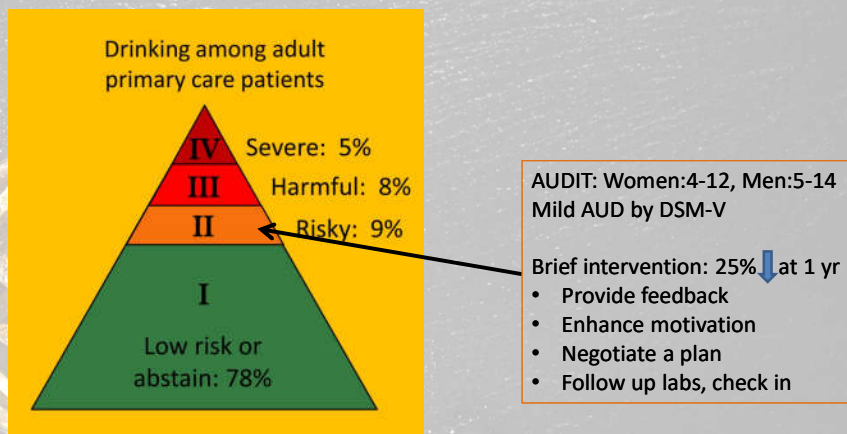 Drinking among adult
primary care patients
IV
Severe: 5%
III
Harmful: 8%
II
Risky: 9%
I
Low risk or
abstain: 78%
AUDIT: Women:4-12, Men:5-14
Mild AUD by DSM-V
Brief intervention: 25% at 1 yr
• Provide feedback
• Enhance motivation
• Negotiate a plan
• Follow up labs, check in